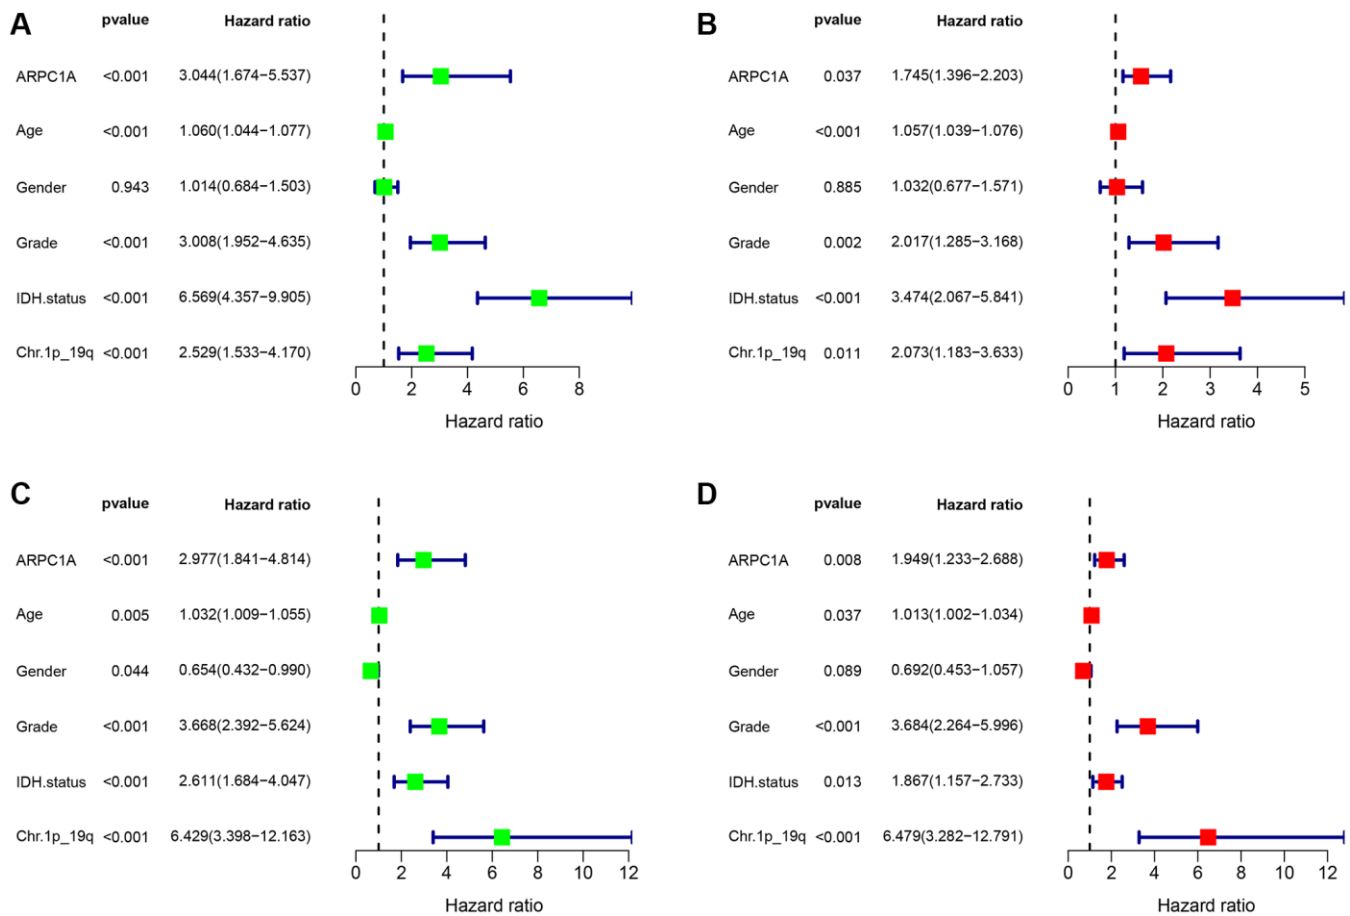 A
pvalue Hazard ratio
ARPC1A <0.001 3.044(1.674−5.537)
Age <0.001 1.060(1.044−1.077)
Gender 0.943 1.014(0.684−1.503)
Grade <0.001 3.008(1.952−4.635)
IDH.status <0.001 6.569(4.357−9.905)
Chr.1p_19q <0.001 2.529(1.533−4.170)
0 2 4 6 8
Hazard ratio
B
pvalue Hazard ratio
ARPC1A 0.037 1.745(1.396−2.203)
Age <0.001 1.057(1.039−1.076)
Gender 0.885 1.032(0.677−1.571)
Grade 0.002 2.017(1.285−3.168)
IDH.status <0.001 3.474(2.067−5.841)
Chr.1p_19q 0.011 2.073(1.183−3.633)
0 1 2 3 4 5
Hazard ratio
C
pvalue Hazard ratio
ARPC1A <0.001 2.977(1.841−4.814)
Age 0.005 1.032(1.009−1.055)
Gender 0.044 0.654(0.432−0.990)
Grade <0.001 3.668(2.392−5.624)
IDH.status <0.001 2.611(1.684−4.047)
Chr.1p_19q <0.001 6.429(3.398−12.163)
0 2 4 6 8 10 12
Hazard ratio
D
pvalue Hazard ratio
ARPC1A 0.008 1.949(1.233−2.688)
Age 0.037 1.013(1.002−1.034)
Gender 0.089 0.692(0.453−1.057)
Grade <0.001 3.684(2.264−5.996)
IDH.status 0.013 1.867(1.157−2.733)
Chr.1p_19q <0.001 6.479(3.282−12.791)
0 2 4 6 8 10 12
Hazard ratio